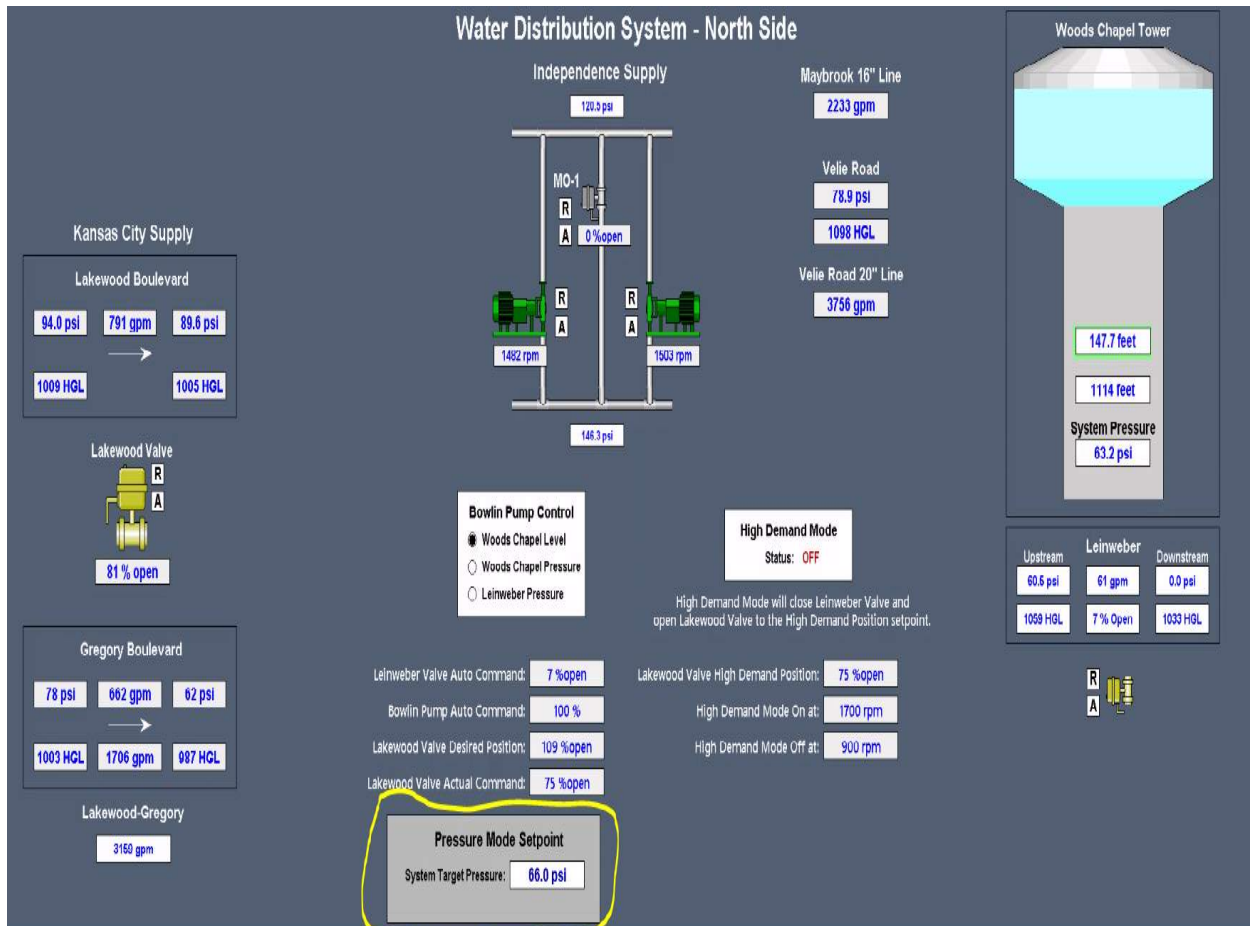 Water Distribution System - North Side
Independence Supply
120.5 psi
MO-1
R
A
0 %open
R
A
R
A
1482 rpm
1503 rpm
146.3 psi
Maybrook 16" Line
2233 gpm
Velie Road
78.9 psi
1098 HGL
Velie Road 20" Line
3756 gpm
Woods Chapel Tower
147.7 feet
1114 feet
System Pressure
63.2 psi
Kansas City Supply
Lakewood Boulevard
94.0 psi 791 gpm 89.6 psi
1009 HGL 1005 HGL
Lakewood Valve
R
A
81 % open
Gregory Boulevard
78 psi 662 gpm 62 psi
1003 HGL 1706 gpm 987 HGL
Lakewood-Gregory
3159 gpm
Bowlin Pump Control
Woods Chapel Level
Woods Chapel Pressure
Leinweber Pressure
High Demand Mode
Status: OFF
High Demand Mode will close Leinweber Valve and
open Lakewood Valve to the High Demand Position setpoint.
Leinweber Valve Auto Command: 7 %open
Bowlin Pump Auto Command: 100 %
Lakewood Valve Desired Position: 109 %open
Lakewood Valve Actual Command: 75 %open
Lakewood Valve High Demand Position: 75 %open
High Demand Mode On at: 1700 rpm
High Demand Mode Off at: 900 rpm
Pressure Mode Setpoint
System Target Pressure: 66.0 psi
Upstream Leinweber Downstream
60.5 psi 61 gpm 0.0 psi
1059 HGL 7 % Open 1033 HGL
R
A